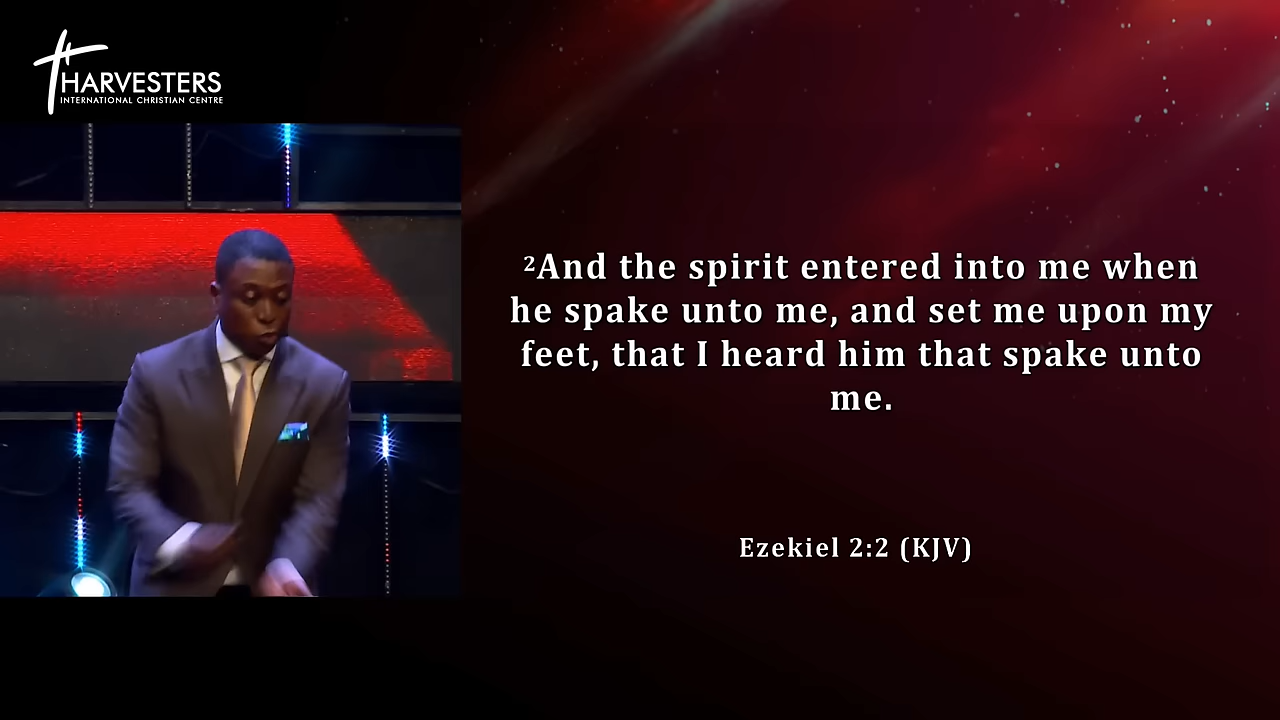 HARVESTERS
INTERNATIONAL CHRISTIAN CENTRE
²And the spirit entered into me when
he spake unto me, and set me upon my
feet, that I heard him that spake unto
me.
Ezekiel 2:2 (KJV)